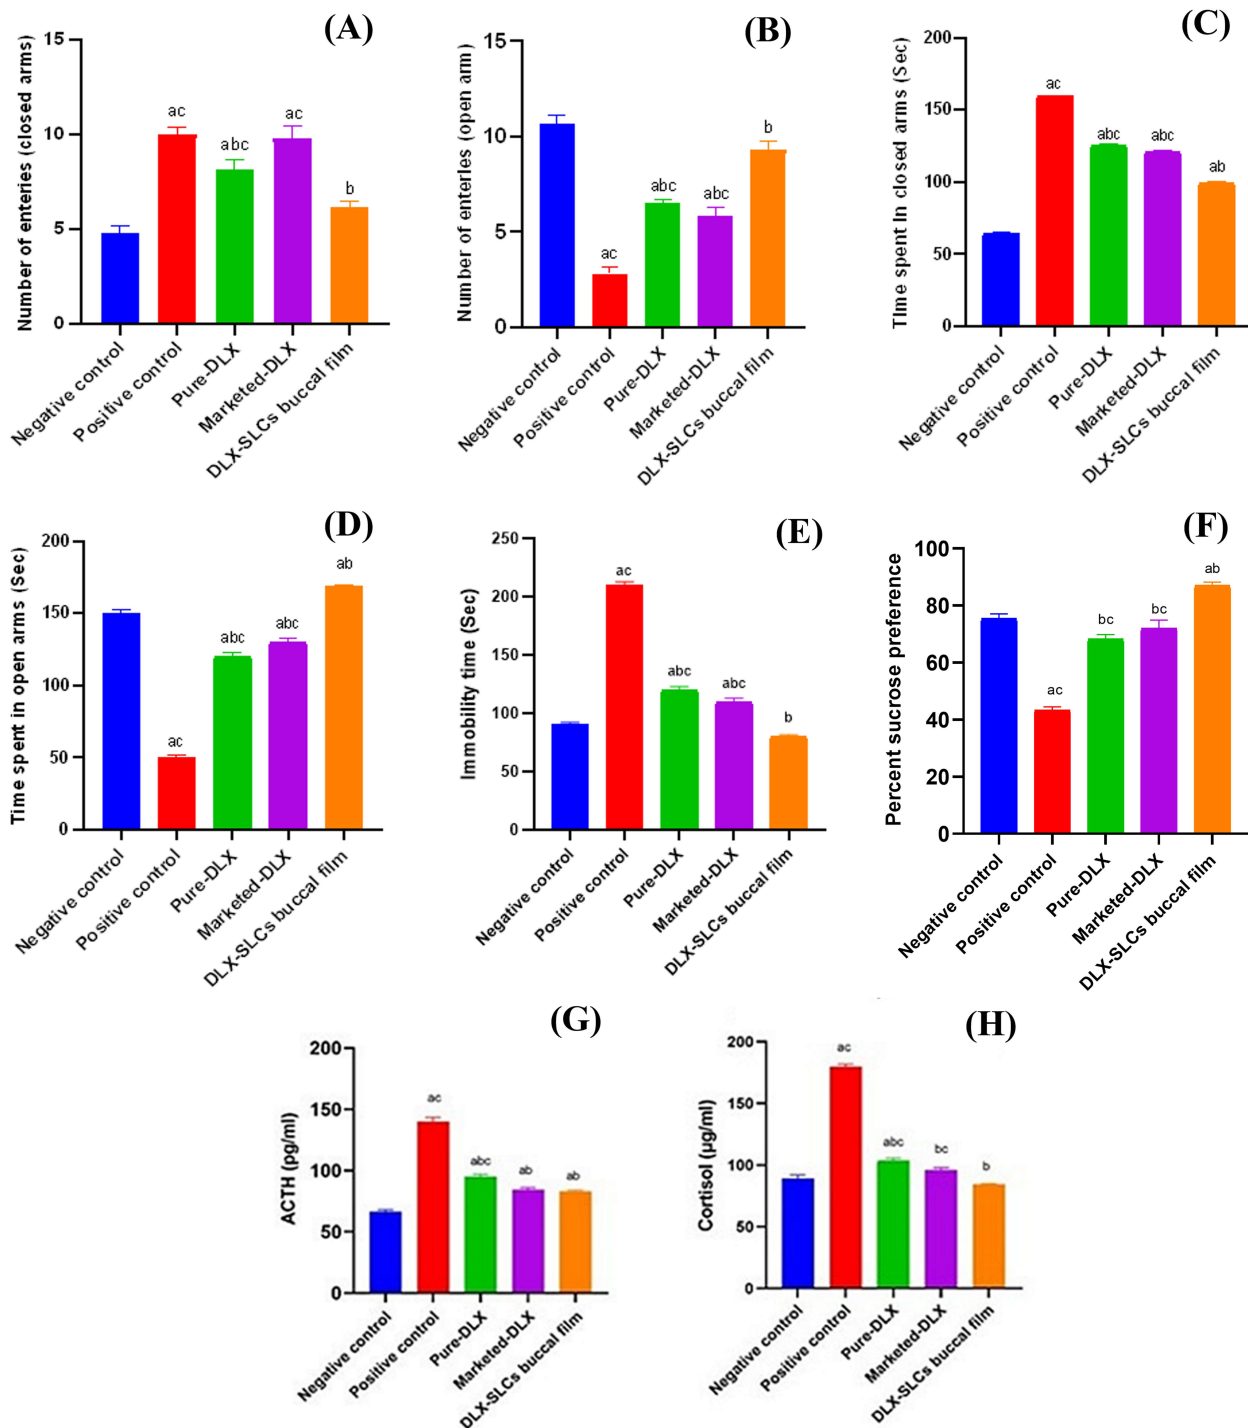 (A)
Number of enteries (closed arms)
15
10
5
0
ac
abc
ac
b
Negative control
Positive control
Pure-DLX
Marketed-DLX
DLX-SLCs buccal film
(B)
Number of enteries (open arm)
15
10
5
0
ac
abc
abc
b
Negative control
Positive control
Pure-DLX
Marketed-DLX
DLX-SLCs buccal film
(C)
Time spent In closed arms (Sec)
200
150
100
50
0
ac
abc
abc
ab
Negative control
Positive control
Pure-DLX
Marketed-DLX
DLX-SLCs buccal film
(D)
Time spent in open arms (Sec)
200
150
100
50
0
ac
abc
abc
ab
Negative control
Positive control
Pure-DLX
Marketed-DLX
DLX-SLCs buccal film
(E)
Immobility time (Sec)
250
200
150
100
50
0
ac
abc
abc
b
Negative control
Positive control
Pure-DLX
Marketed-DLX
DLX-SLCs buccal film
(F)
Percent sucrose preference
100
80
60
40
20
0
ac
bc
bc
ab
Negative control
Positive control
Pure-DLX
Marketed-DLX
DLX-SLCs buccal film
(G)
ACTH (pg/ml)
200
150
100
50
0
ac
abc
ab
ab
Negative control
Positive control
Pure-DLX
Marketed-DLX
DLX-SLCs buccal film
(H)
Cortisol (µg/ml)
200
150
100
50
0
ac
abc
bc
b
Negative control
Positive control
Pure-DLX
Marketed-DLX
DLX-SLCs buccal film